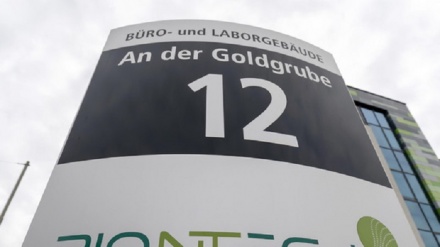 BÜRO- und LABORGEBÄUDE
An der Goldgrube
12